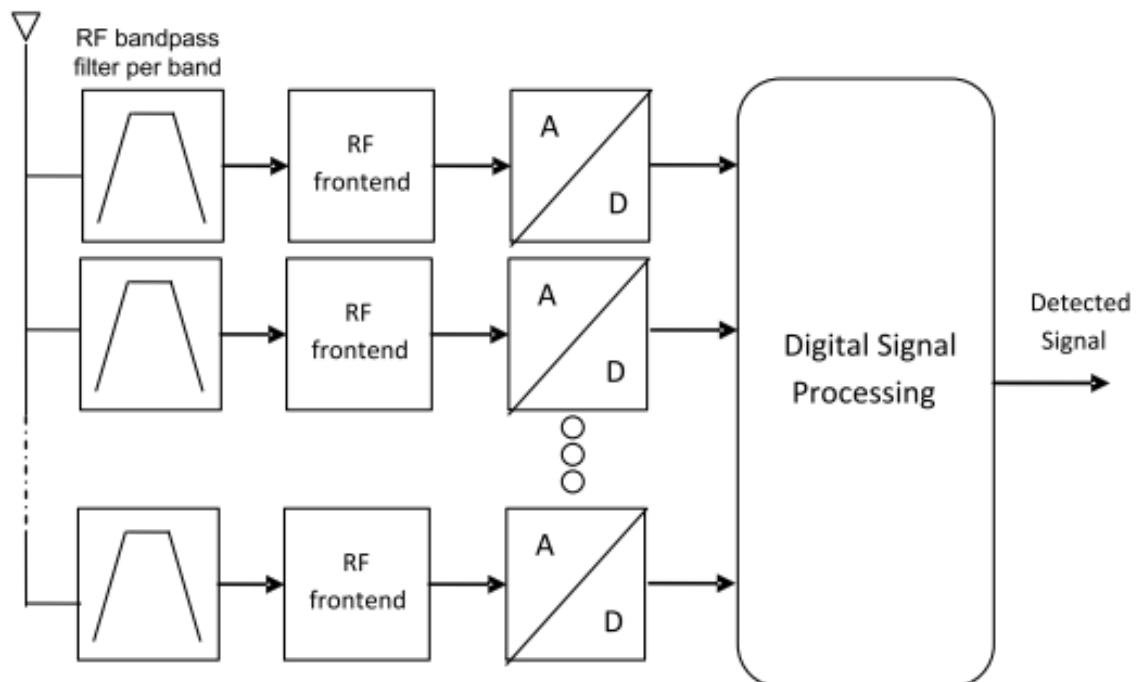 RF bandpass
filter per band
RF
frontend
A
D
RF
frontend
A
D
RF
frontend
A
D
Digital Signal
Processing
Detected
Signal